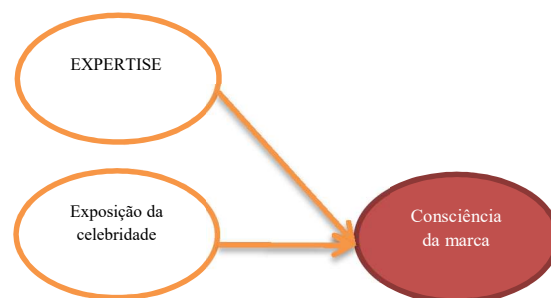 EXPERTISE
Exposição da
celebridade
Consciência
da marca